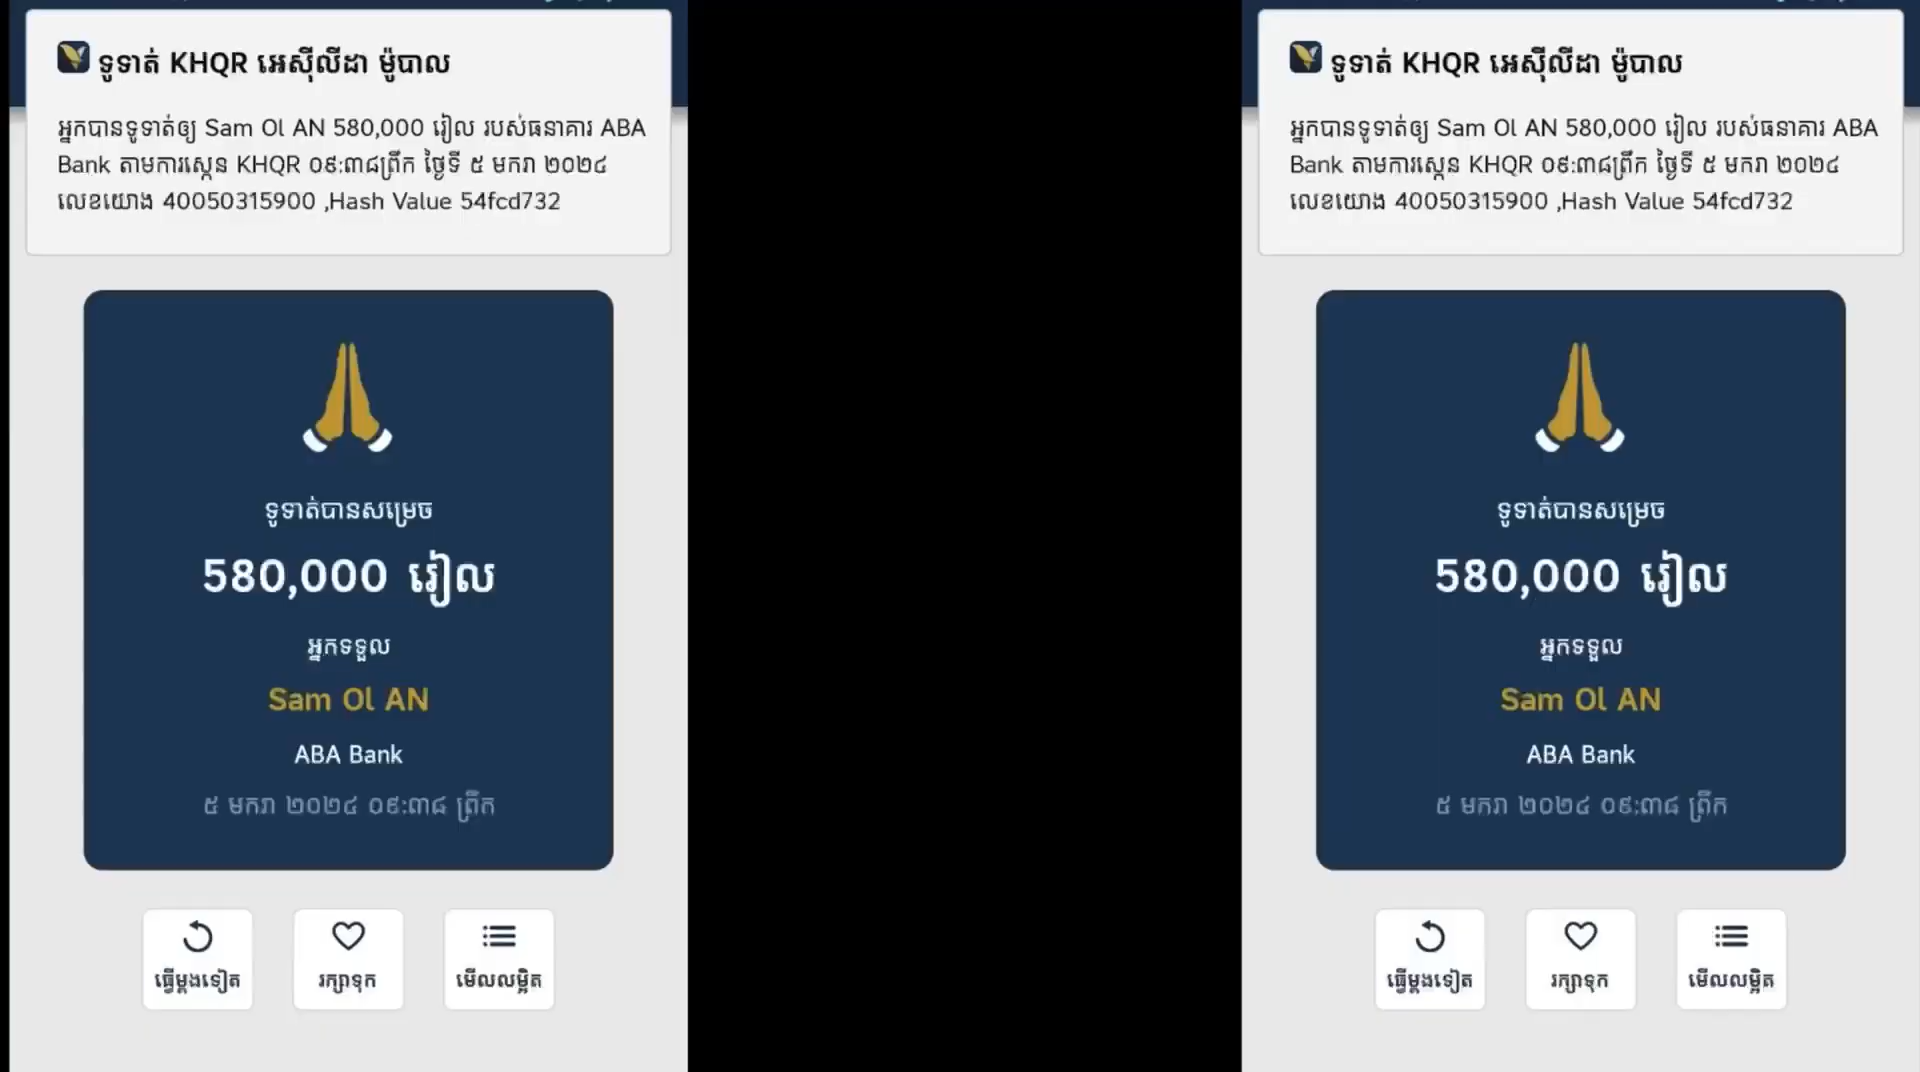 ទូទាត់ KHQR អេស៊ីលីដា ម៉ូបាល
អ្នកបានទូទាត់ឲ្យ Sam Ol AN 580,000 រៀល របស់ធនាគារ ABA
Bank តាមការស្កេន KHQR ០៩:៣៨ព្រឹក ថ្ងៃទី ៥ មករា ២០២៤
លេខយោង 40050315900 ,Hash Value 54fcd732
ទូទាត់បានសម្រេច
580,000 រៀល
អ្នកទទួល
Sam Ol AN
ABA Bank
៥ មករា ២០២៤ ០៩:៣៨ ព្រឹក
ធ្វើម្តងទៀត
រក្សាទុក
មើលលម្អិត
ទូទាត់ KHQR អេស៊ីលីដា ម៉ូបាល
អ្នកបានទូទាត់ឲ្យ Sam Ol AN 580,000 រៀល របស់ធនាគារ ABA
Bank តាមការស្កេន KHQR ០៩:៣៨ព្រឹក ថ្ងៃទី ៥ មករា ២០២៤
លេខយោង 40050315900 ,Hash Value 54fcd732
ទូទាត់បានសម្រេច
580,000 រៀល
អ្នកទទួល
Sam Ol AN
ABA Bank
៥ មករា ២០២៤ ០៩:៣៨ ព្រឹក
ធ្វើម្តងទៀត
រក្សាទុក
មើលលម្អិត